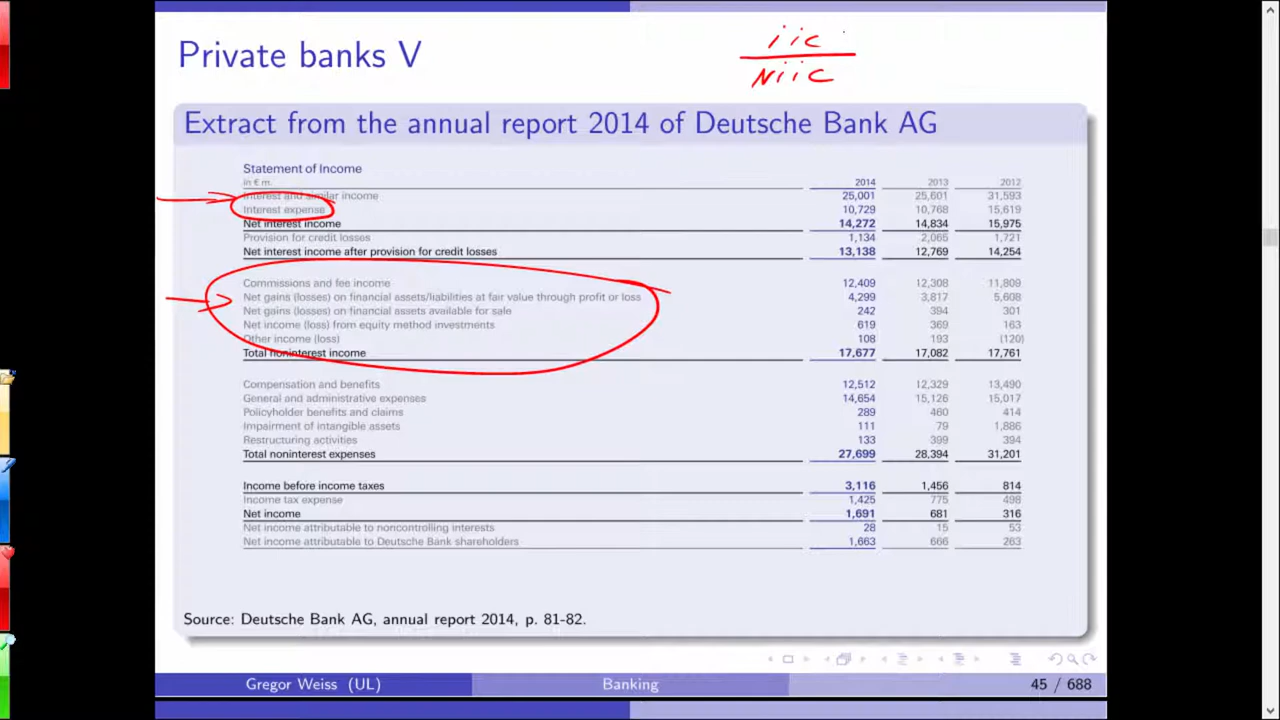 Private banks V
iic
Niic
Extract from the annual report 2014 of Deutsche Bank AG
Statement of Income
in € m. 2014 2013 2012
Interest and similar income 25,001 25,601 31,593
Interest expense 10,729 10,768 15,619
Net interest income 14,272 14,834 15,975
Provision for credit losses 1,134 2,065 1,721
Net interest income after provision for credit losses 13,138 12,769 14,254
Commissions and fee income 12,409 12,308 11,809
Net gains (losses) on financial assets/liabilities at fair value through profit or loss 4,299 3,817 5,608
Net gains (losses) on financial assets available for sale 242 394 301
Net income (loss) from equity method investments 619 369 163
Other income (loss) 108 193 (120)
Total noninterest income 17,677 17,082 17,761
Compensation and benefits 12,512 12,329 13,490
General and administrative expenses 14,654 15,126 15,017
Policyholder benefits and claims 289 460 414
Impairment of intangible assets 111 79 1,886
Restructuring activities 133 399 394
Total noninterest expenses 27,699 28,394 31,201
Income before income taxes 3,116 1,456 814
Income tax expense 1,425 775 498
Net income 1,691 681 316
Net income attributable to noncontrolling interests 28 15 53
Net income attributable to Deutsche Bank shareholders 1,663 666 263
Source: Deutsche Bank AG, annual report 2014, p. 81-82.
Gregor Weiss (UL) Banking 45 / 688